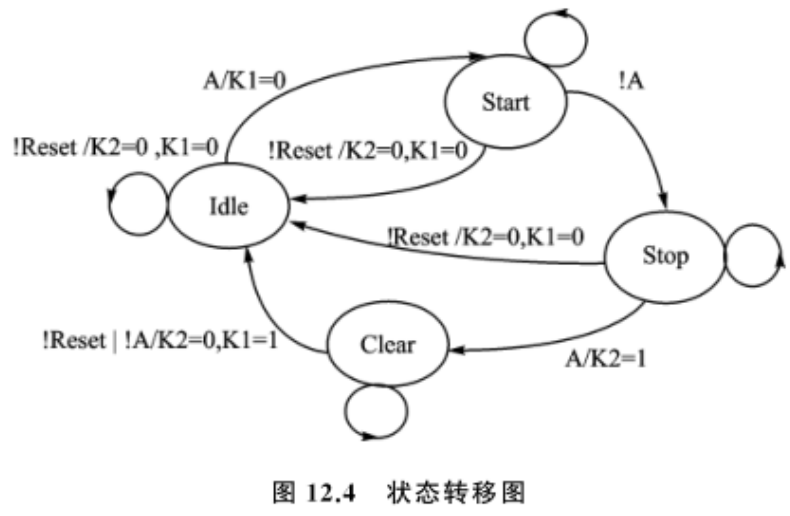 A/K1=0
Start
!A
!Reset /K2=0 ,K1=0
!Reset /K2=0,K1=0
Idle
!Reset /K2=0,K1=0
Stop
!Reset | !A/K2=0,K1=1
Clear
A/K2=1
图 12.4 状态转移图